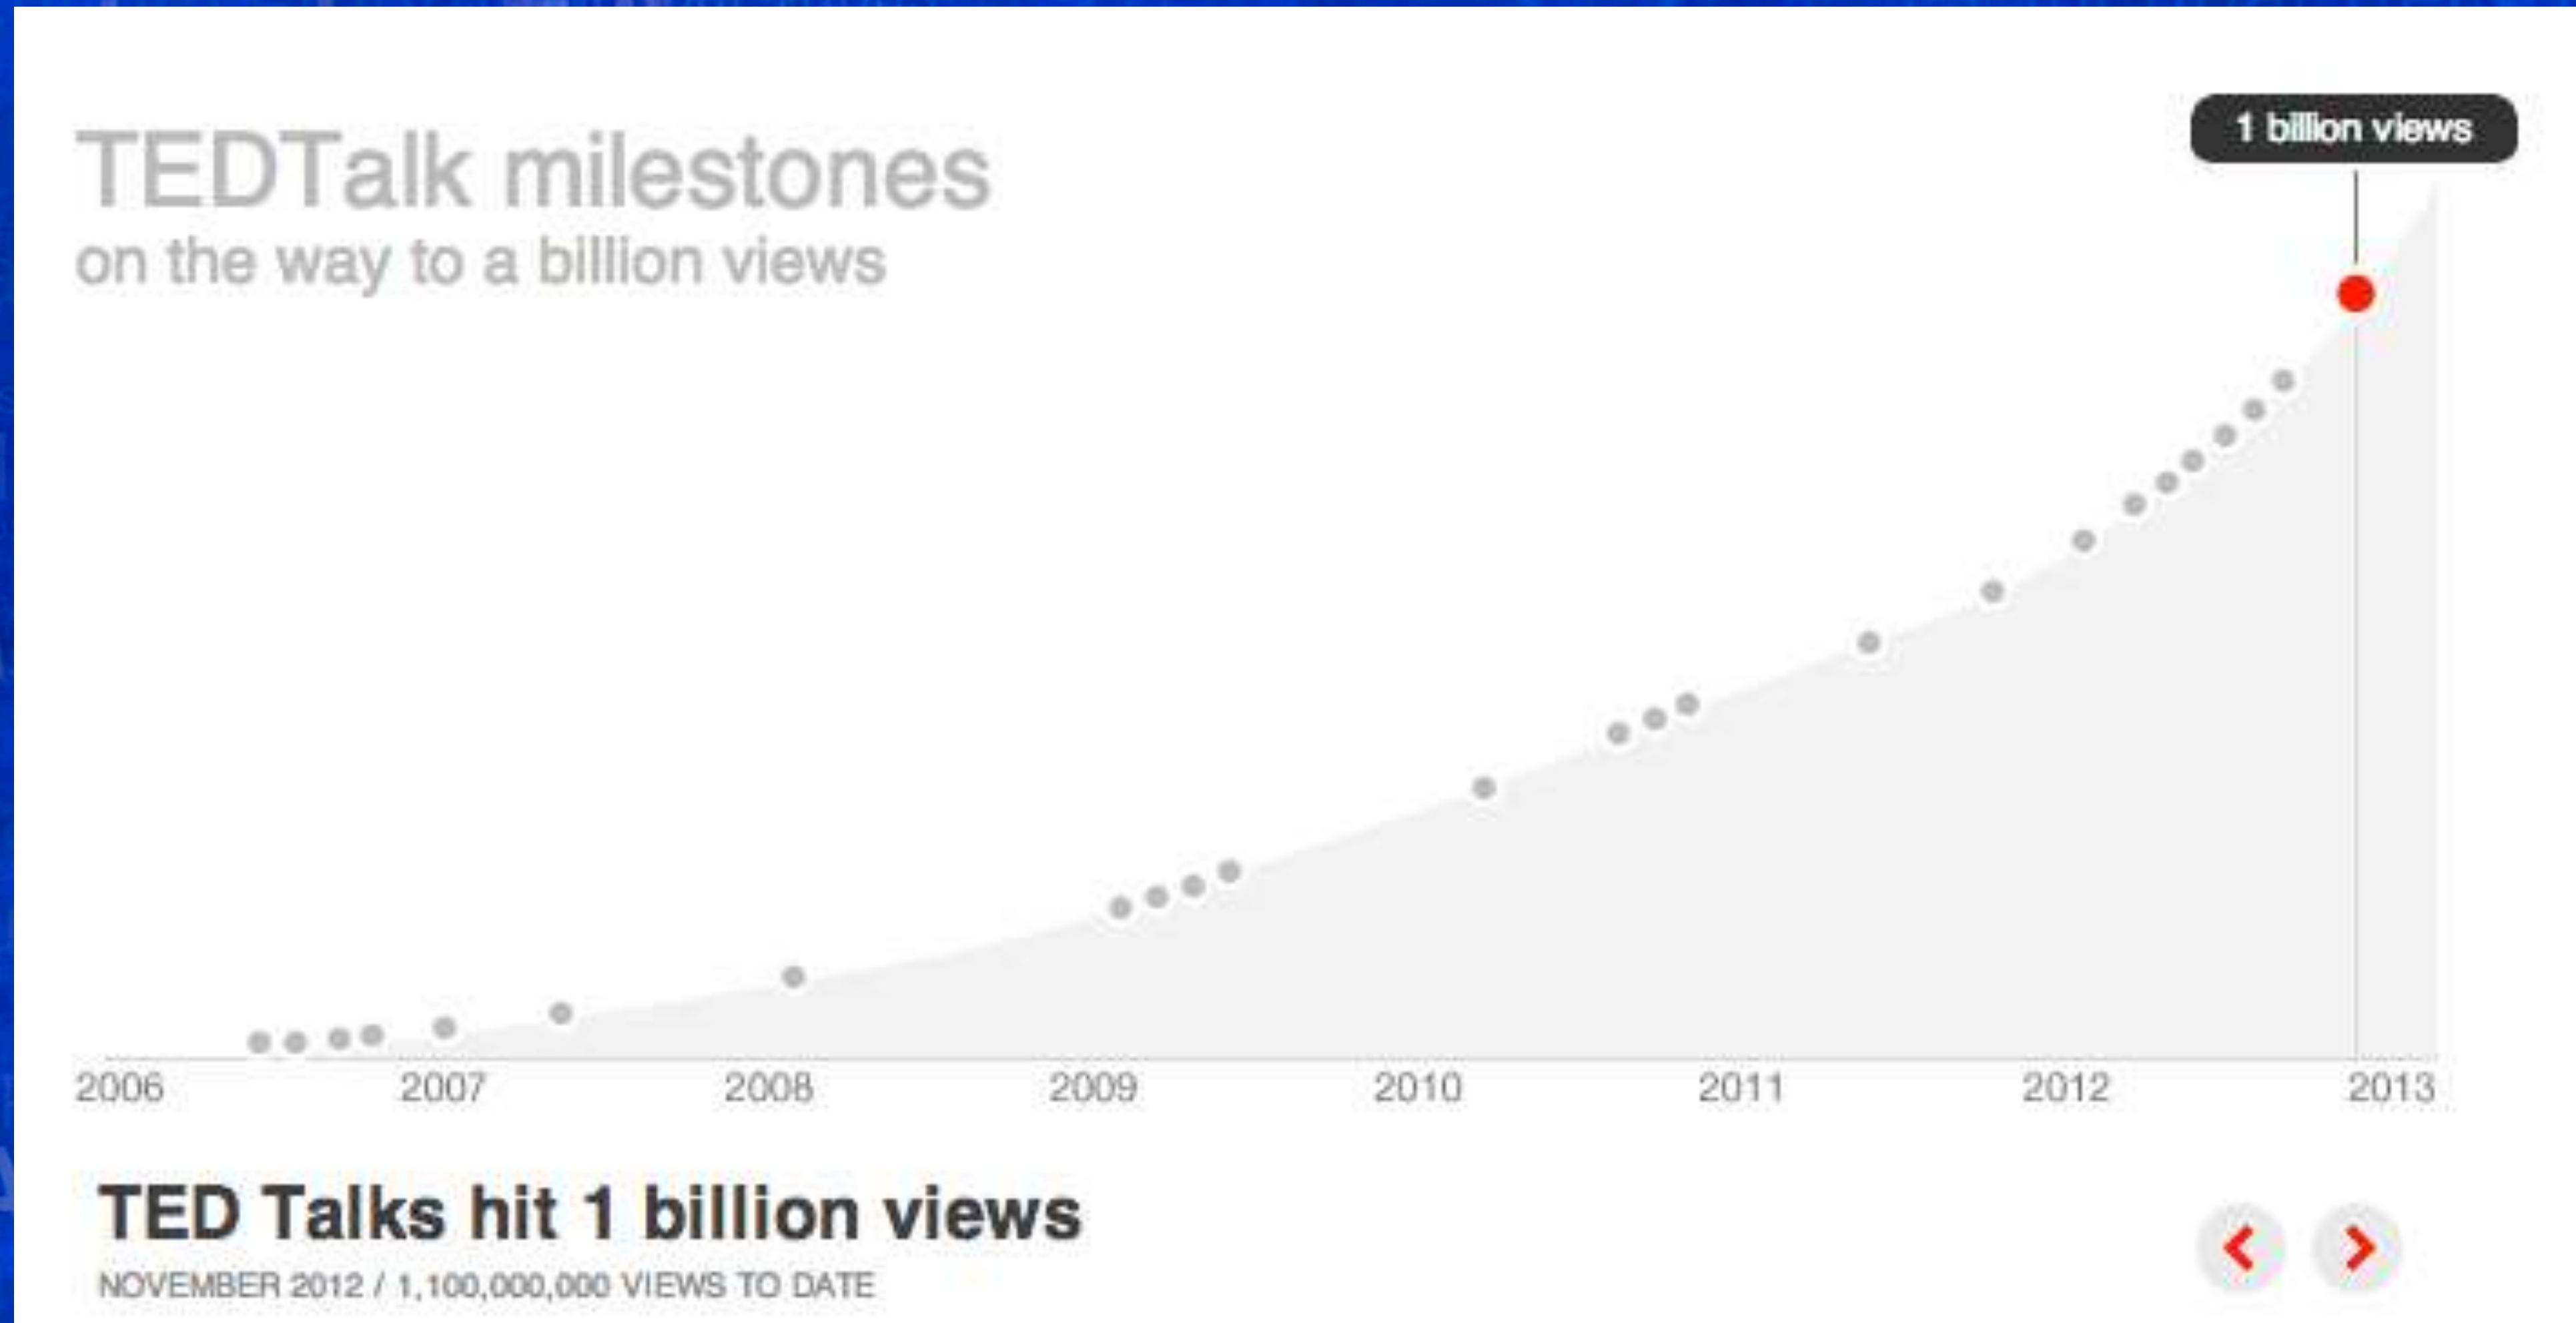 TEDTalk milestones
on the way to a billion views
1 billion views
2006 2007 2008 2009 2010 2011 2012 2013
TED Talks hit 1 billion views
NOVEMBER 2012 / 1,100,000,000 VIEWS TO DATE